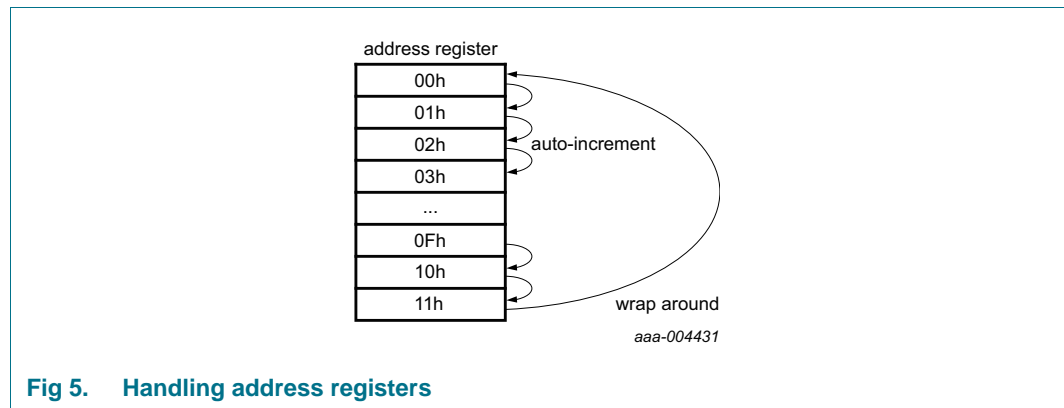 address register
00h
01h
02h
auto-increment
03h
...
0Fh
10h
11h
wrap around
aaa-004431
Fig 5. Handling address registers